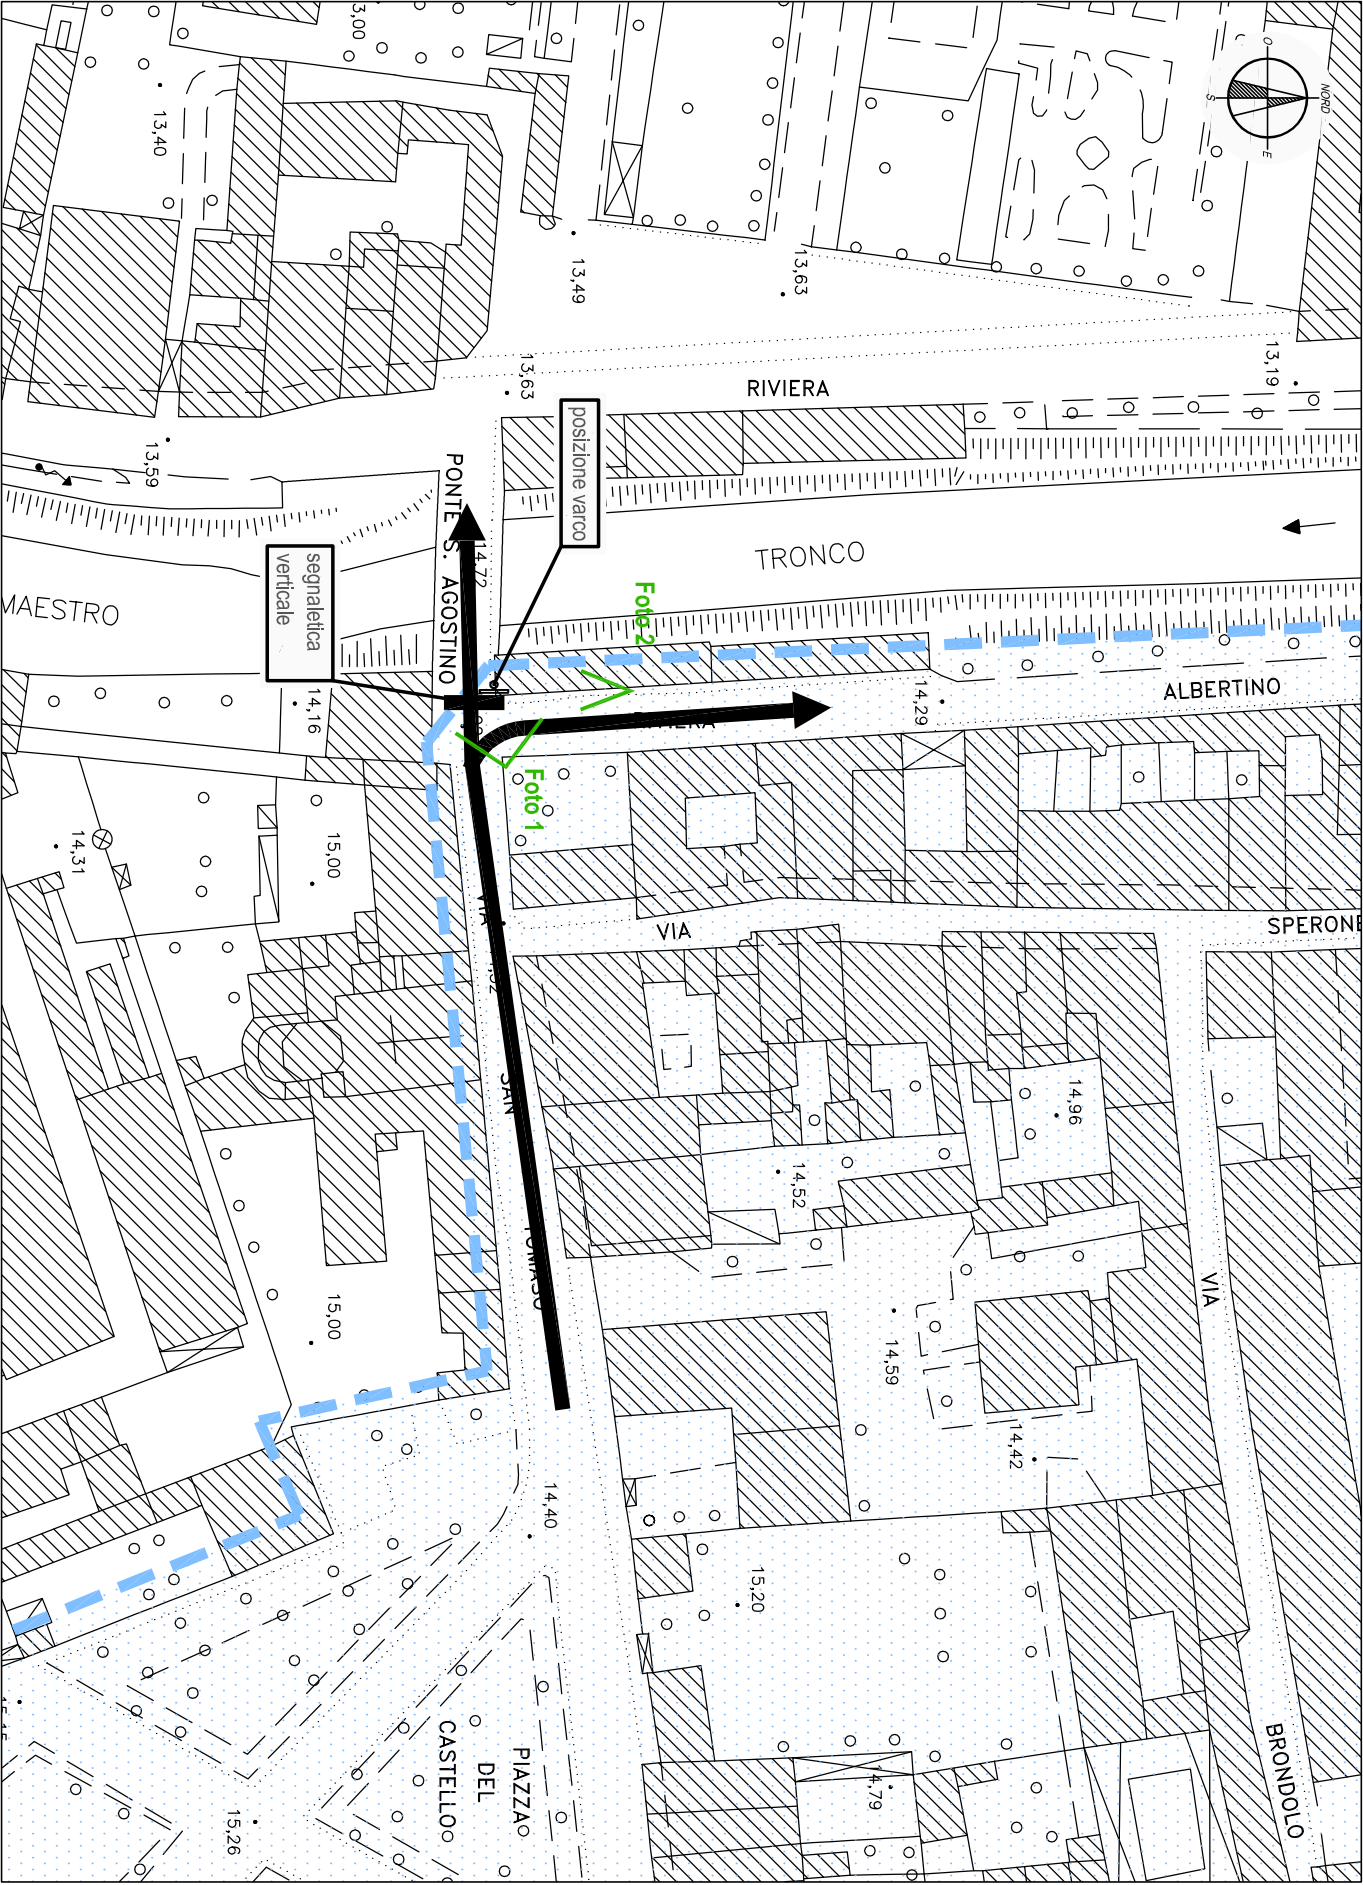 NORD
O
E
S
13,00
13,40
13,49
13,63
13,19
13,63
RIVIERA
13,59
posizione varco
PONTE S. AGOSTINO
14,72
TRONCO
segnaletica
verticale
MAESTRO
Foto 2
14,16
14,29
ALBERTINO
RIVIERA
Foto 1
14,31
15,00
VIA
VIA
SPERONE
SAN
14,96
14,52
TOMASO
VIA
15,00
14,59
14,42
14,40
15,20
BRONDOLO
PIAZZA
DEL
CASTELLO
14,79
15,26